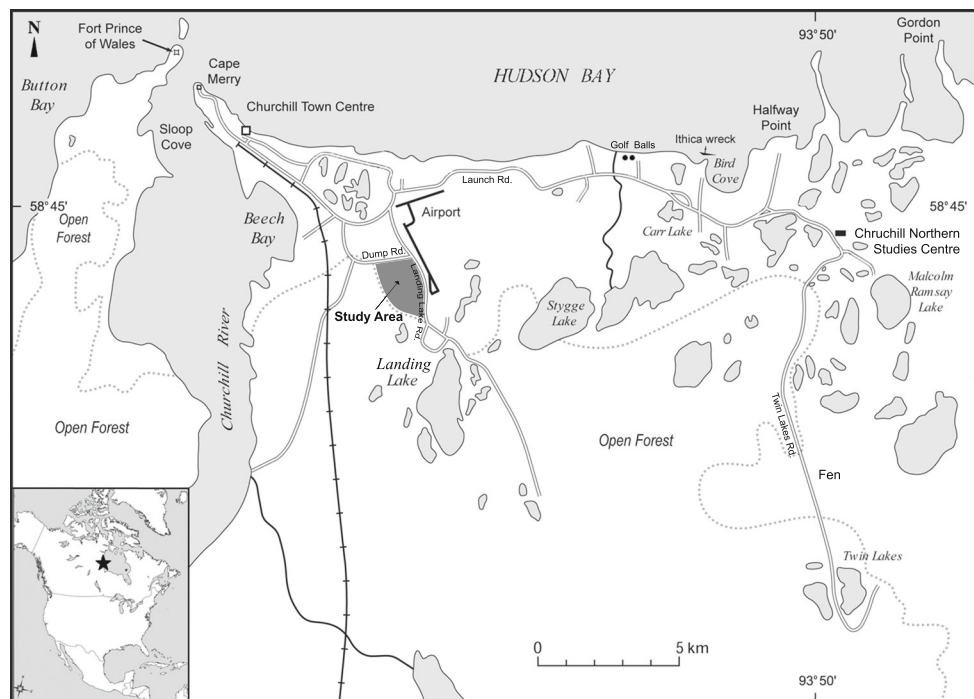 93°50'
Gordon
Point
N
Fort Prince
of Wales
Cape
Merry
HUDSON BAY
Button
Bay
Churchill Town Centre
Halfway
Point
Sloop
Cove
Ithica wreck
Golf Balls
Bird
Cove
Launch Rd.
58°45'
58°45'
Open
Forest
Beech
Bay
Airport
Carr Lake
Chruchill Northern
Studies Centre
Dump Rd.
Landing Lake Rd.
Malcolm
Ramsay
Lake
Study Area
Stygge
Lake
Churchill River
Landing
Lake
Twin Lakes Rd.
Open Forest
Open Forest
Fen
Twin Lakes
0
5 km
93°50'